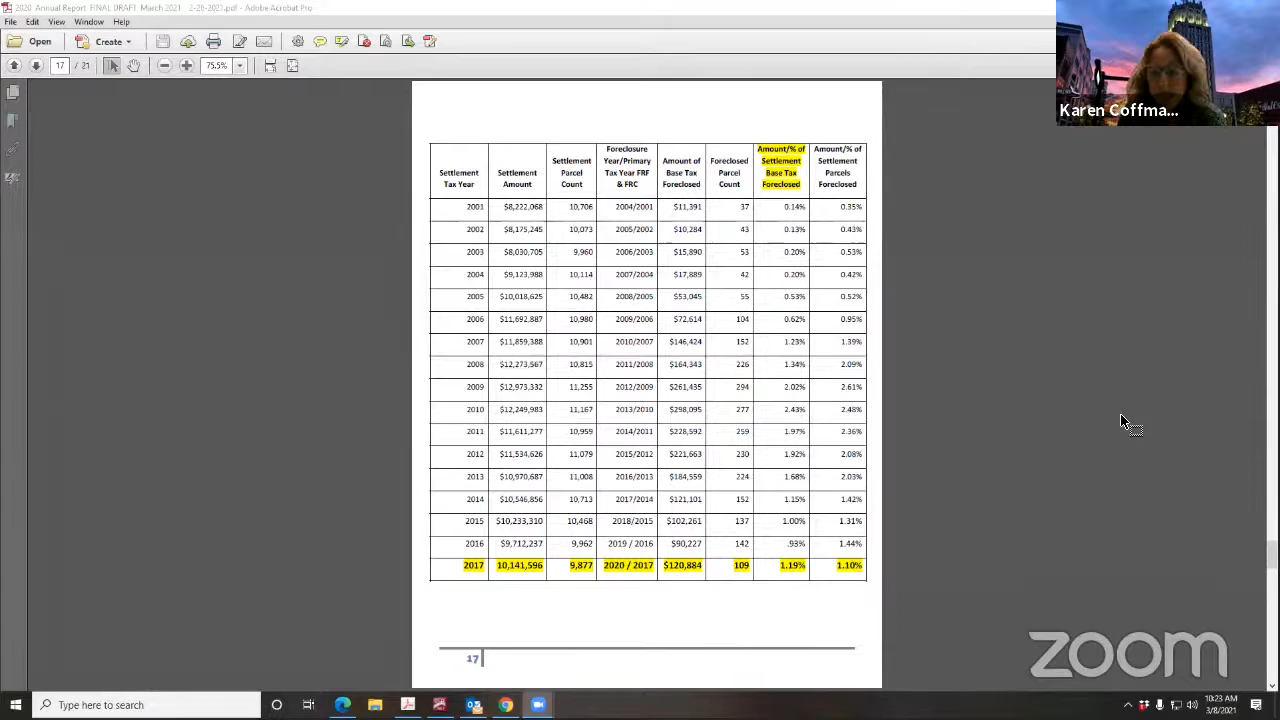 2020 Annual Report FINAL DRAFT March 2021 2-26-2021.pdf - Adobe Acrobat Pro
File Edit View Window Help
Open Create
17 / 21 75.5%
Karen Coffma...
Settlement Tax Year Settlement Amount Settlement Parcel Count Foreclosure Year/Primary Tax Year FRF & FRC Amount of Base Tax Foreclosed Foreclosed Parcel Count Amount/% of Settlement Base Tax Foreclosed Amount/% of Settlement Parcels Foreclosed
2001 $8,222,068 10,706 2004/2001 $11,391 37 0.14% 0.35%
2002 $8,175,245 10,073 2005/2002 $10,284 43 0.13% 0.43%
2003 $8,030,705 9,960 2006/2003 $15,890 53 0.20% 0.53%
2004 $9,123,988 10,114 2007/2004 $17,889 42 0.20% 0.42%
2005 $10,018,625 10,482 2008/2005 $53,045 55 0.53% 0.52%
2006 $11,692,887 10,980 2009/2006 $72,614 104 0.62% 0.95%
2007 $11,859,388 10,901 2010/2007 $146,424 152 1.23% 1.39%
2008 $12,273,567 10,815 2011/2008 $164,343 226 1.34% 2.09%
2009 $12,973,332 11,255 2012/2009 $261,435 294 2.02% 2.61%
2010 $12,249,983 11,167 2013/2010 $298,095 277 2.43% 2.48%
2011 $11,611,277 10,959 2014/2011 $228,592 259 1.97% 2.36%
2012 $11,534,626 11,079 2015/2012 $221,663 230 1.92% 2.08%
2013 $10,970,687 11,008 2016/2013 $184,559 224 1.68% 2.03%
2014 $10,546,856 10,713 2017/2014 $121,101 152 1.15% 1.42%
2015 $10,233,310 10,468 2018/2015 $102,261 137 1.00% 1.31%
2016 $9,712,237 9,962 2019 / 2016 $90,227 142 .93% 1.44%
2017 10,141,596 9,877 2020 / 2017 $120,884 109 1.19% 1.10%
17
zoom
Type here to search
10:23 AM
3/8/2021